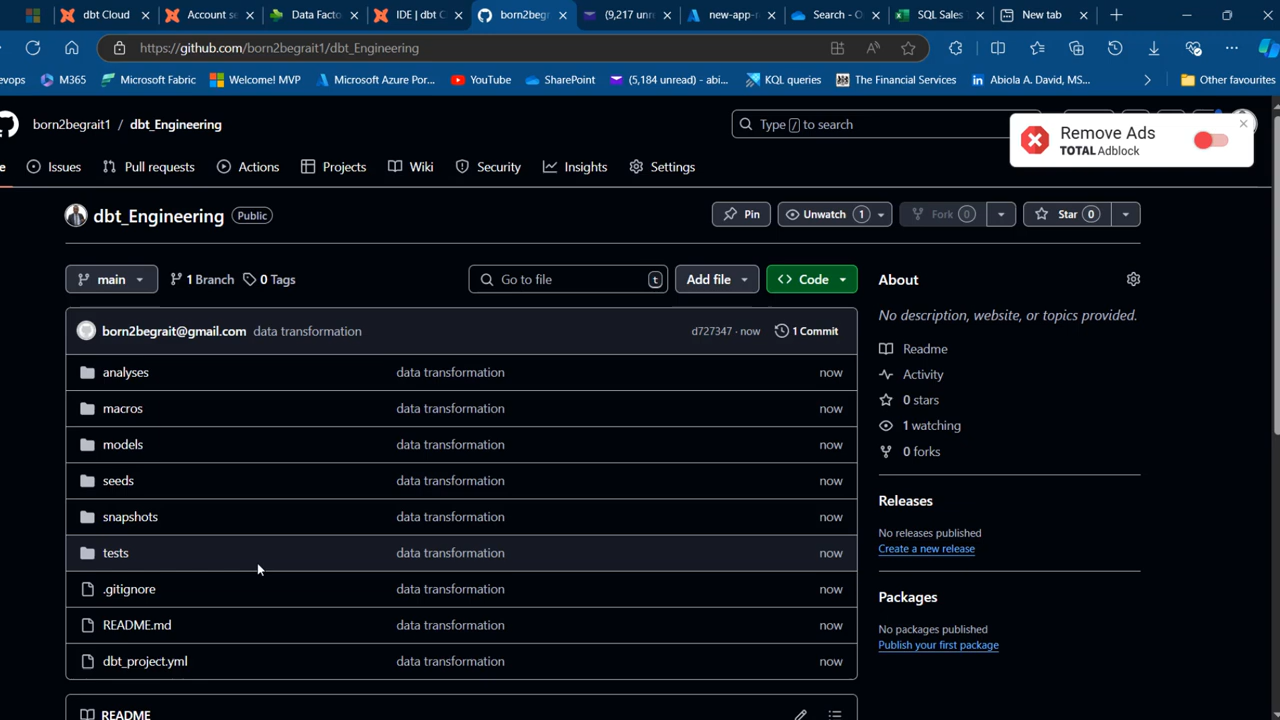 dbt Cloud
Account se
Data Facto
IDE | dbt C
born2begr
(9,217 unre
new-app-r
Search - O
SQL Sales
New tab
https://github.com/born2begrait1/dbt_Engineering
evops
M365
Microsoft Fabric
Welcome! MVP
Microsoft Azure Por...
YouTube
SharePoint
(5,184 unread) - abi...
KQL queries
The Financial Services
Abiola A. David, MS...
Other favourites
born2begrait1 / dbt_Engineering
Type / to search
Remove Ads
TOTAL Adblock
e
Issues
Pull requests
Actions
Projects
Wiki
Security
Insights
Settings
dbt_Engineering Public
Pin
Unwatch 1
Fork 0
Star 0
main
1 Branch
0 Tags
Go to file t
Add file
Code
born2begrait@gmail.com data transformation d727347 · now 1 Commit
analyses data transformation now
macros data transformation now
models data transformation now
seeds data transformation now
snapshots data transformation now
tests data transformation now
.gitignore data transformation now
README.md data transformation now
dbt_project.yml data transformation now
README
About
No description, website, or topics provided.
Readme
Activity
0 stars
1 watching
0 forks
Releases
No releases published
Create a new release
Packages
No packages published
Publish your first package